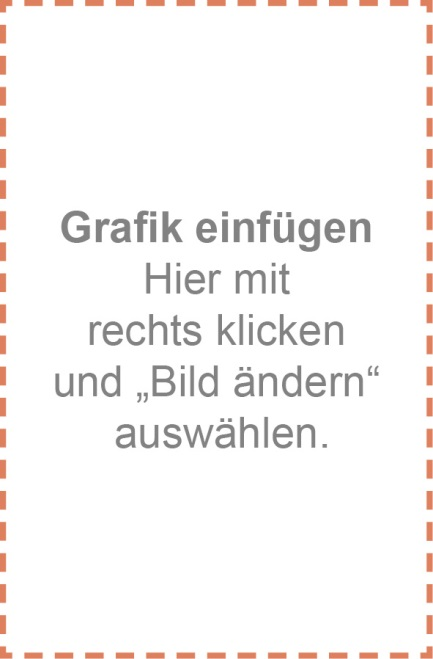 Grafik einfügen
Hier mit
rechts klicken
und „Bild ändern“
auswählen.